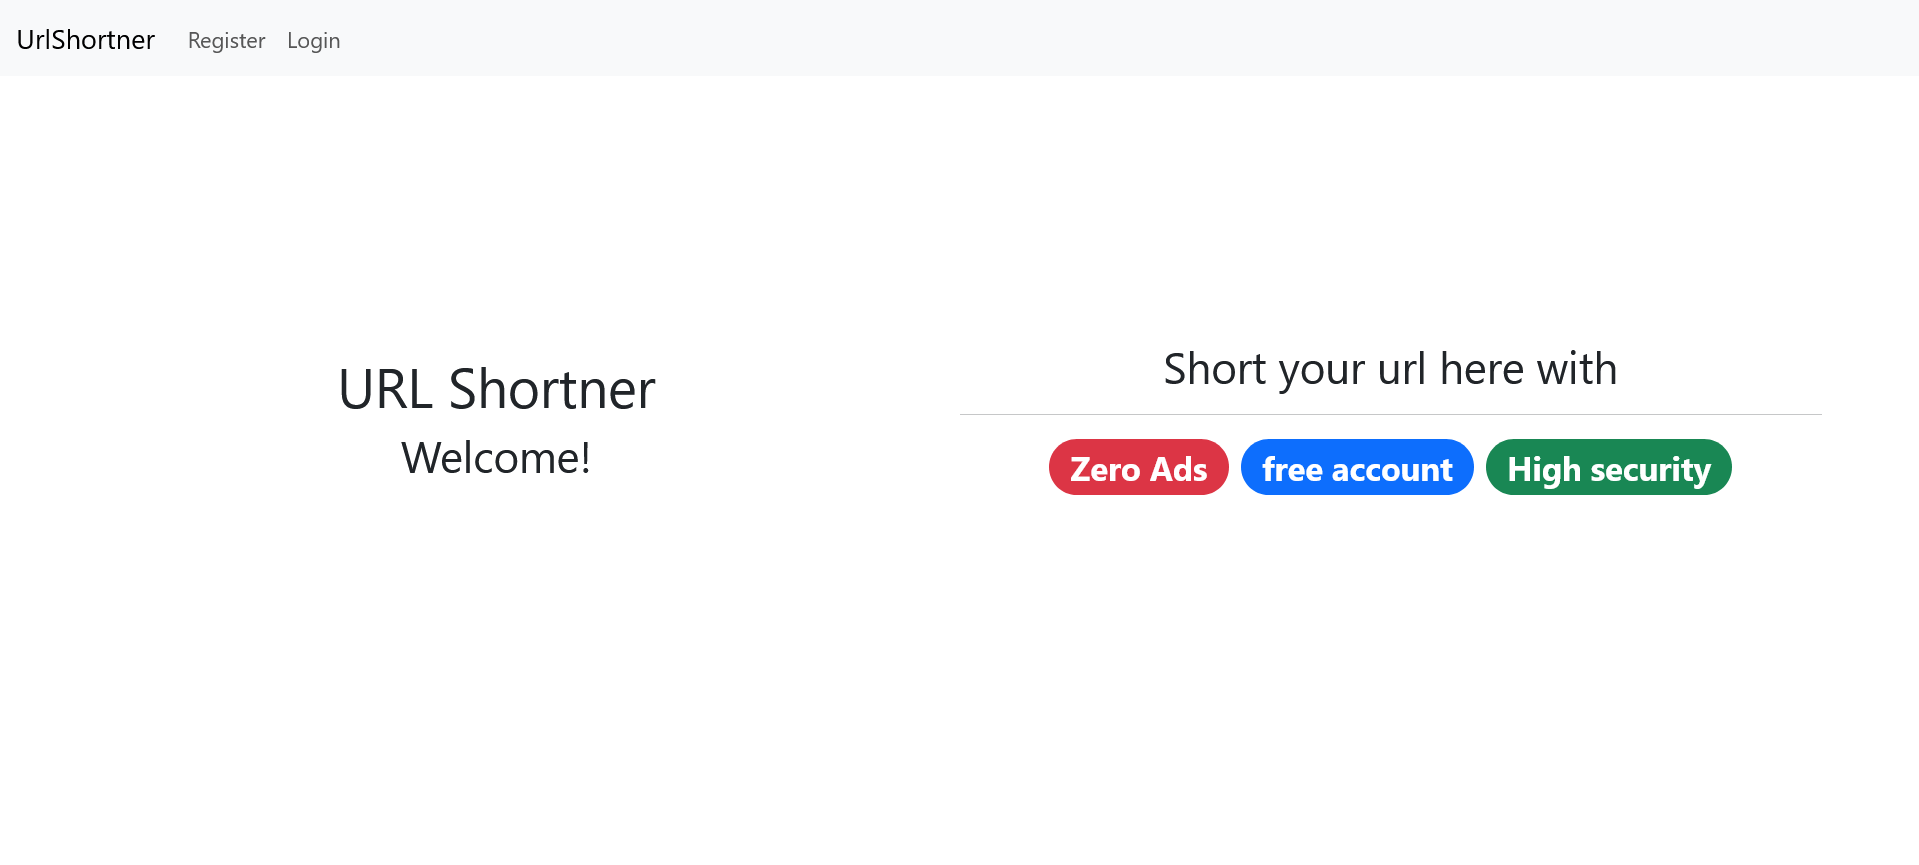 UrlShortner Register Login
URL Shortner
Welcome!
Short your url here with
Zero Ads free account High security